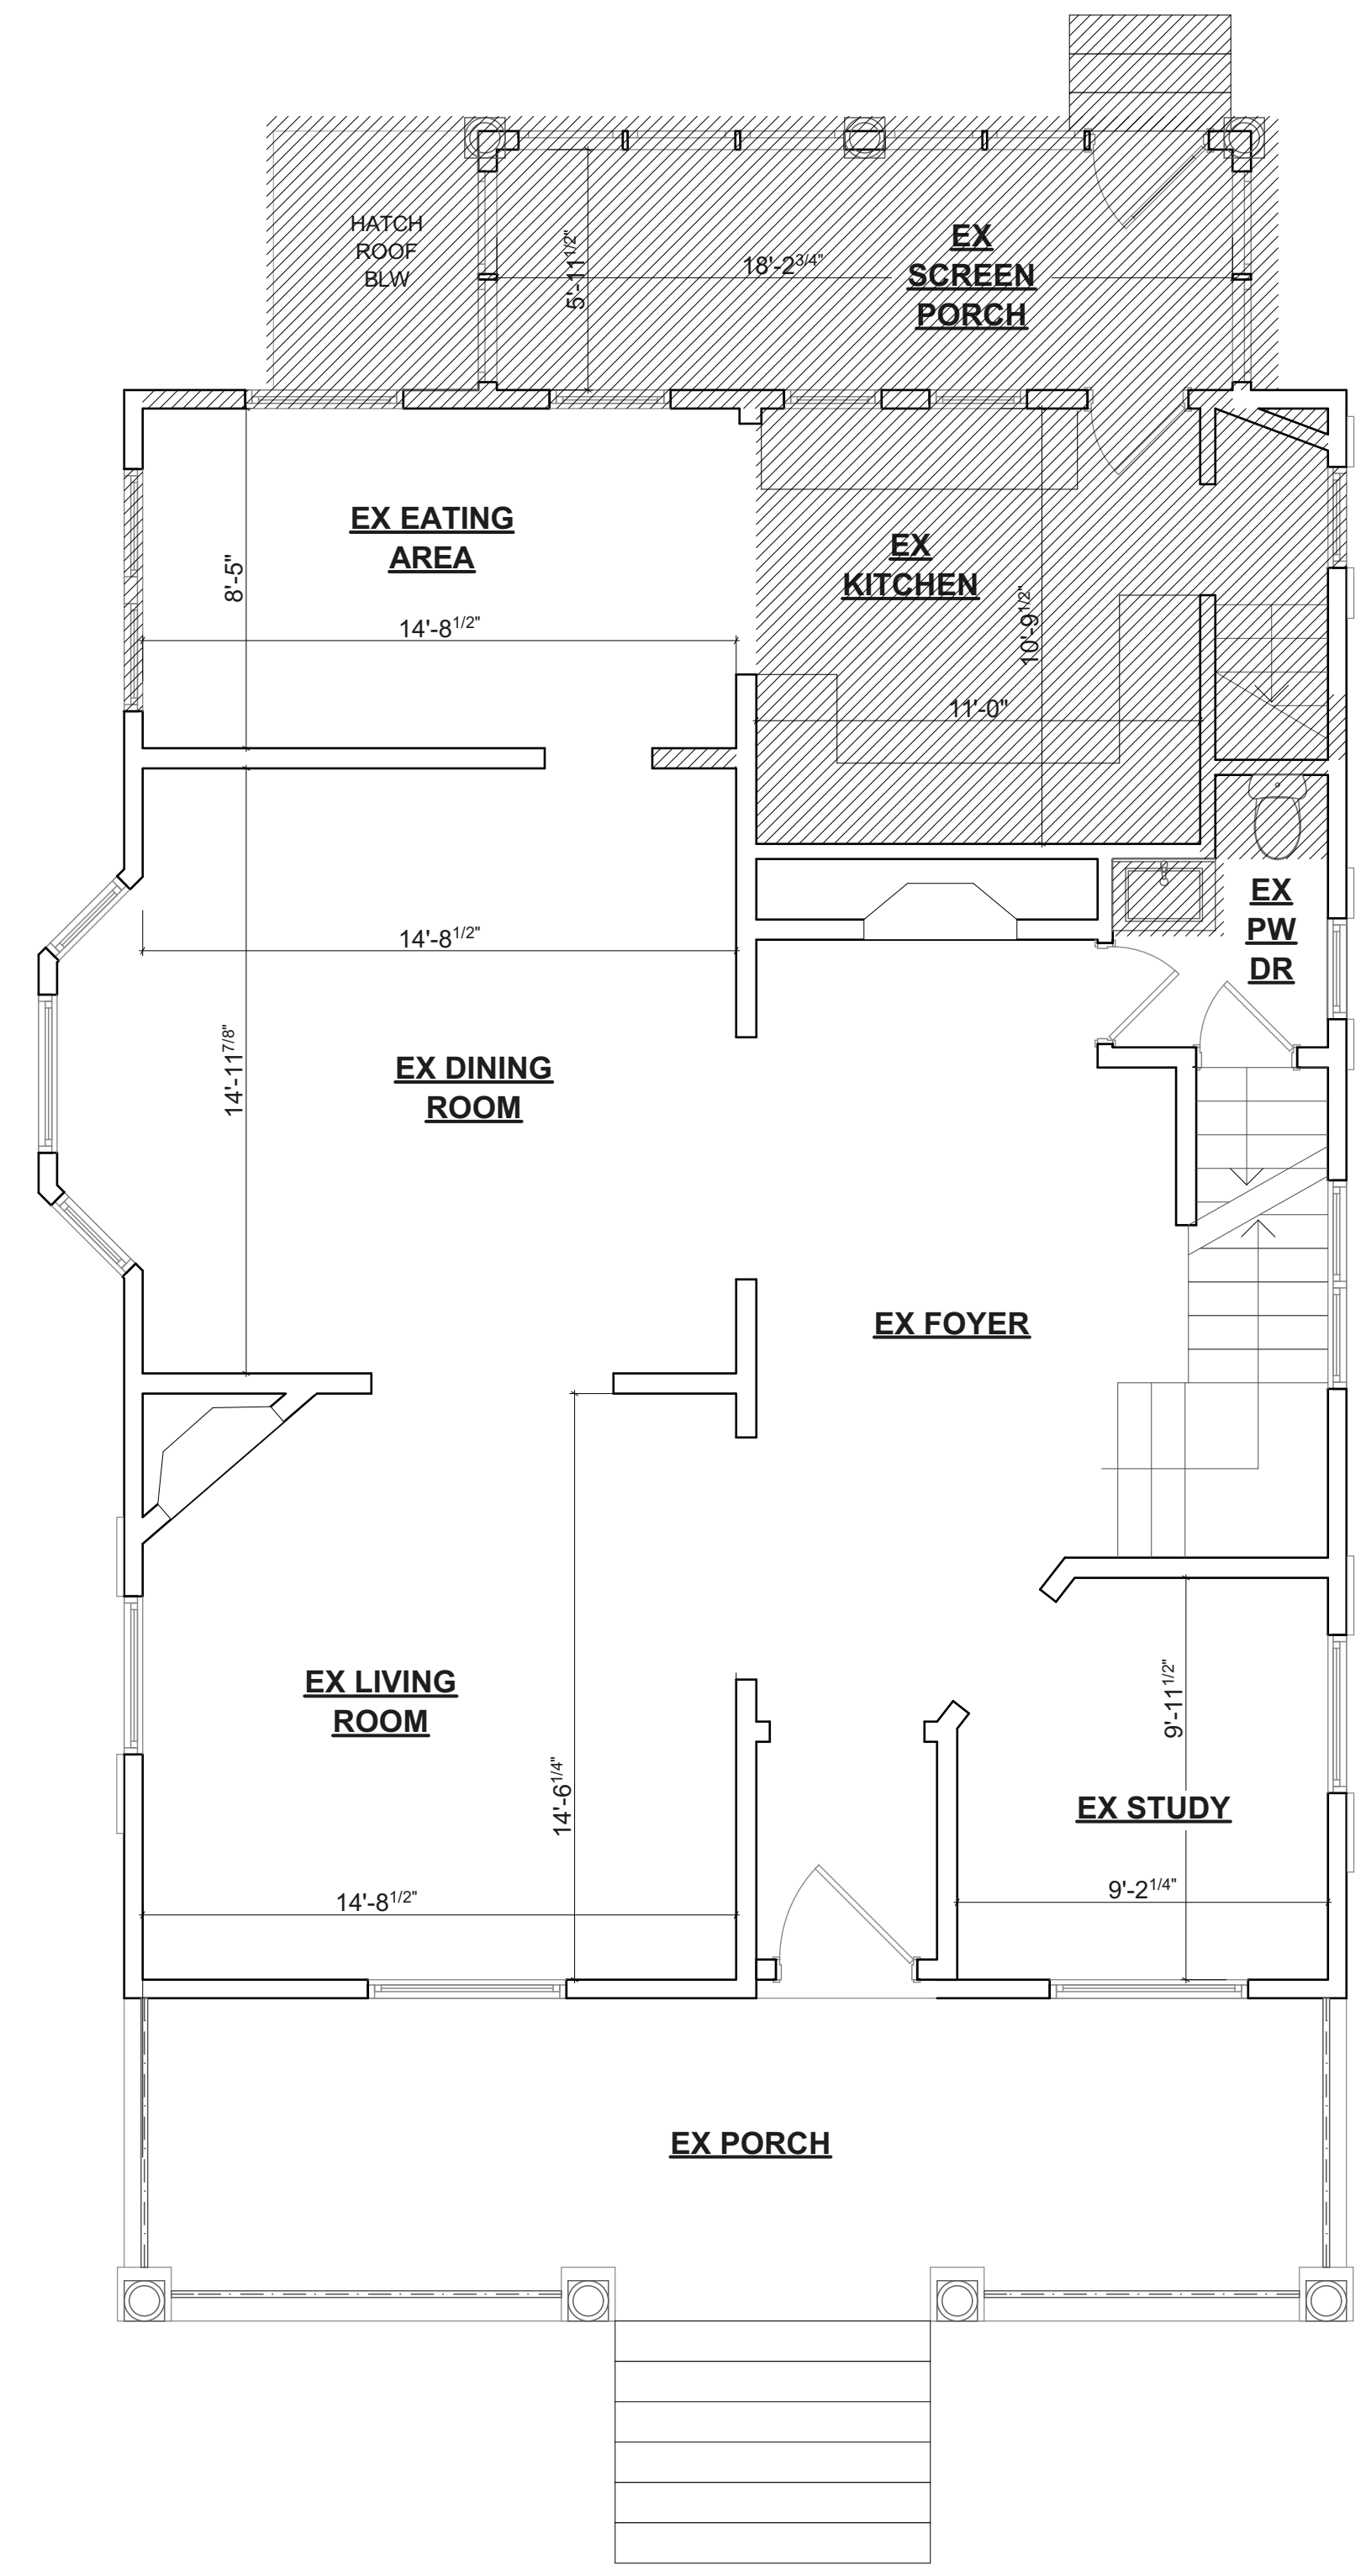 HATCH
ROOF
BLW
5'-11 1/2"
18'-2 3/4"
EX
SCREEN
PORCH
EX EATING
AREA
8'-5"
14'-8 1/2"
EX
KITCHEN
10'-9 1/2"
11'-0"
EX
PW
DR
14'-8 1/2"
14'-11 7/8"
EX DINING
ROOM
EX FOYER
EX LIVING
ROOM
14'-6 1/4"
14'-8 1/2"
9'-11 1/2"
EX STUDY
9'-2 1/4"
EX PORCH